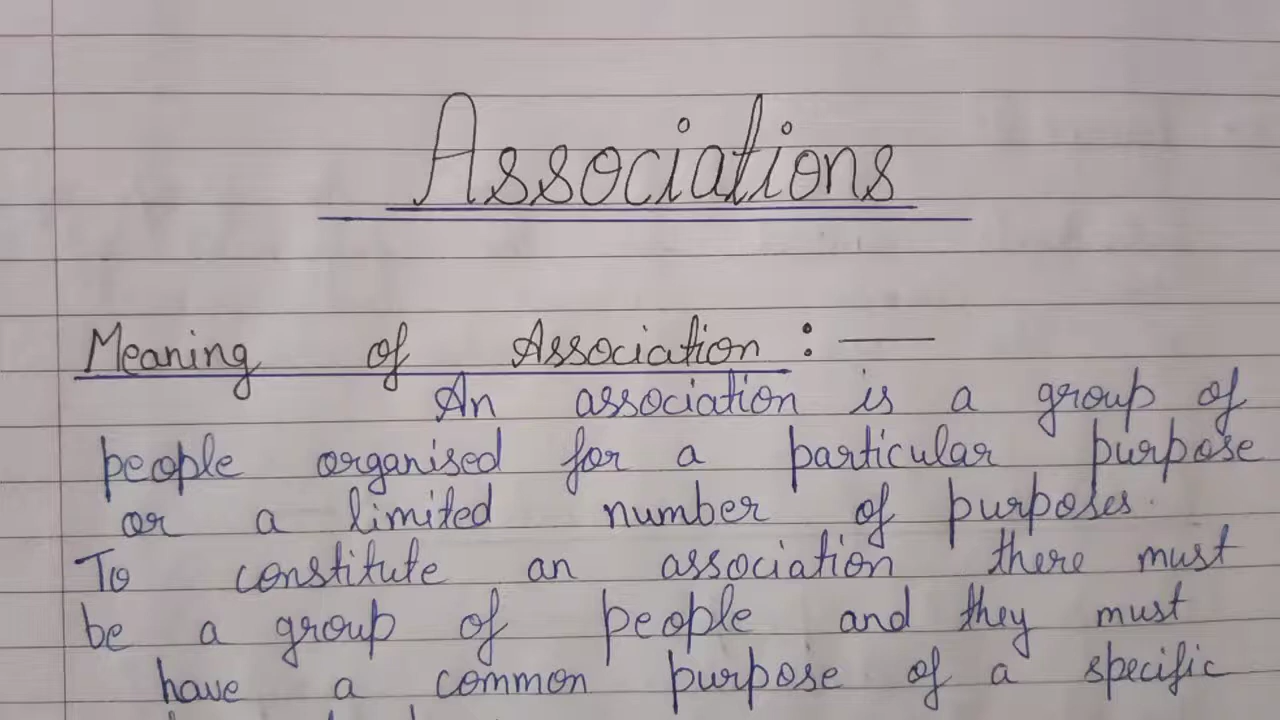 Associations
Meaning of Association : —
An association is a group of
people organised for a particular purpose
or a limited number of purposes.
To constitute an association there must
be a group of people and they must
have a common purpose of a specific